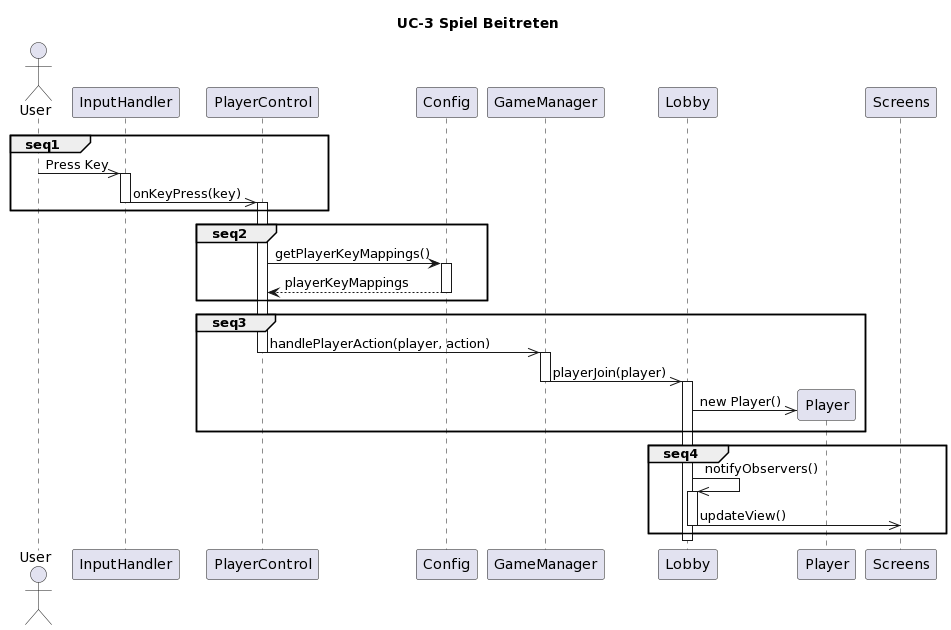 UC-3 Spiel Beitreten
User
InputHandler
PlayerControl
Config
GameManager
Lobby
Screens
seq1
Press Key
onKeyPress(key)
seq2
getPlayerKeyMappings()
playerKeyMappings
seq3
handlePlayerAction(player, action)
playerJoin(player)
new Player()
Player
seq4
notifyObservers()
updateView()
User
InputHandler
PlayerControl
Config
GameManager
Lobby
Player
Screens